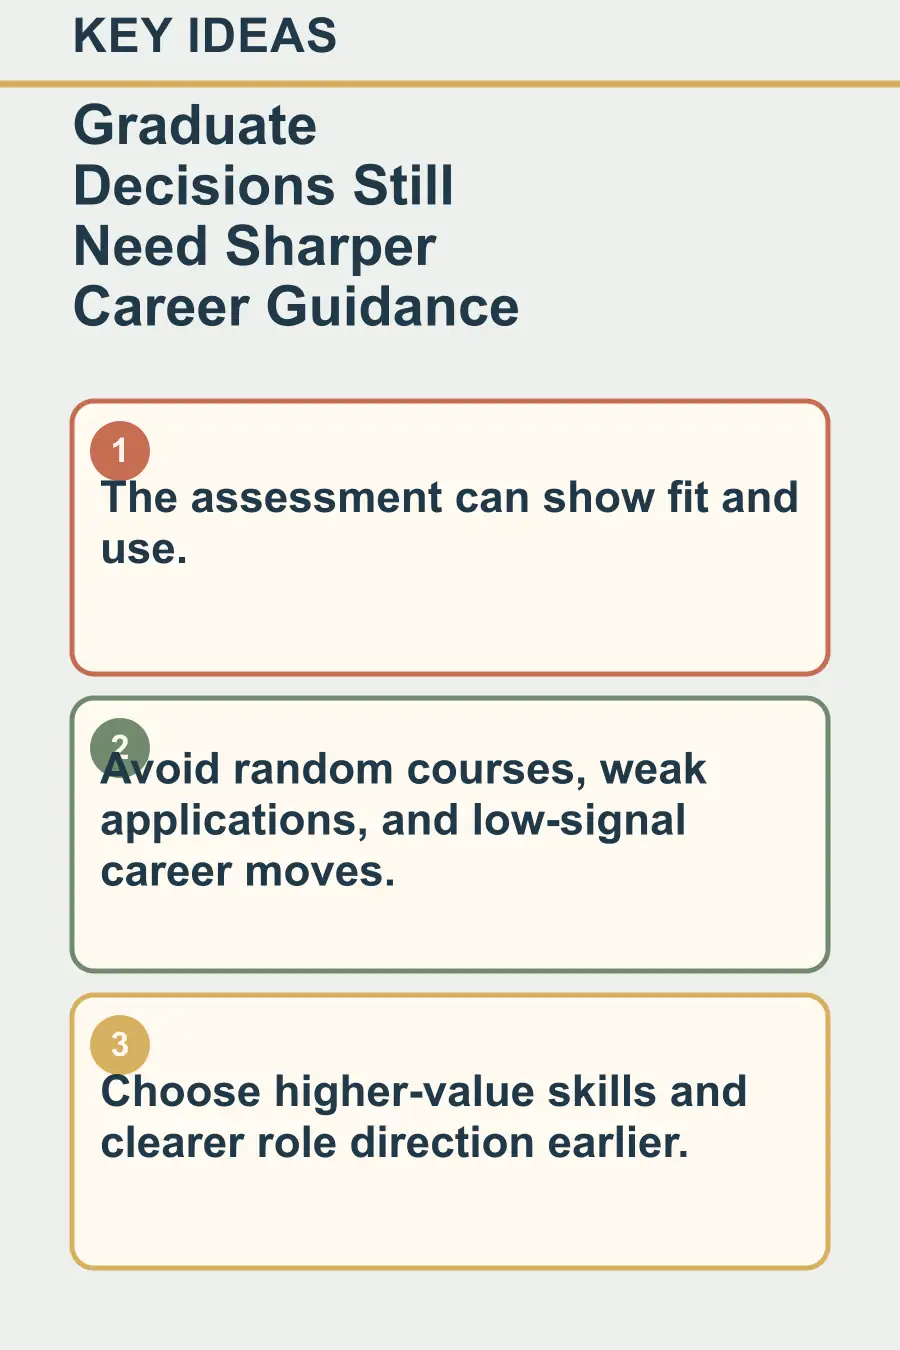 KEY IDEAS
Graduate
Decisions Still
Need Sharper
Career Guidance
1
The assessment can show fit and
use.
2
Avoid random courses, weak
applications, and low-signal
career moves.
3
Choose higher-value skills and
clearer role direction earlier.